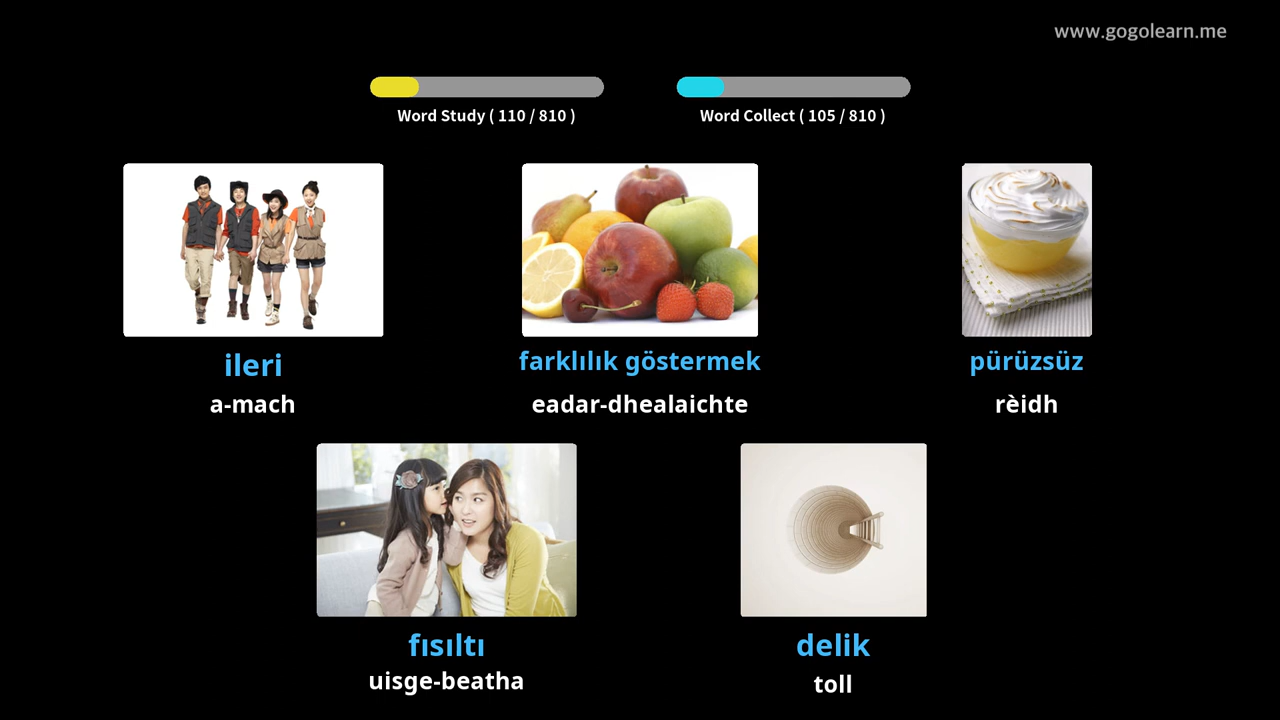 www.gogolearn.me
Word Study ( 110 / 810 )
Word Collect ( 105 / 810 )
ileri
a-mach
farklılık göstermek
eadar-dhealaichte
pürüzsüz
rèidh
fısıltı
uisge-beatha
delik
toll